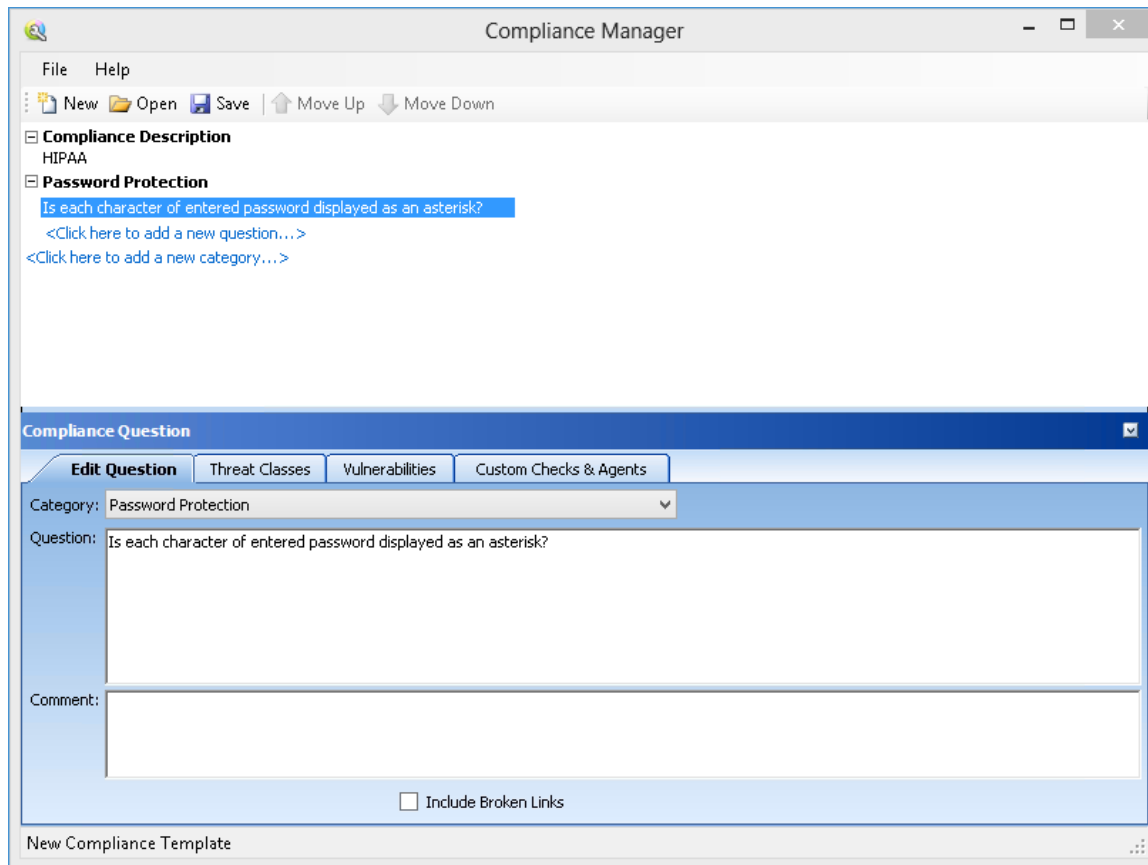 Compliance Manager
File Help
New Open Save Move Up Move Down
Compliance Description
HIPAA
Password Protection
Is each character of entered password displayed as an asterisk?
<Click here to add a new question...>
<Click here to add a new category...>
Compliance Question
Edit Question Threat Classes Vulnerabilities Custom Checks & Agents
Category: Password Protection
Question: Is each character of entered password displayed as an asterisk?
Comment:
Include Broken Links
New Compliance Template